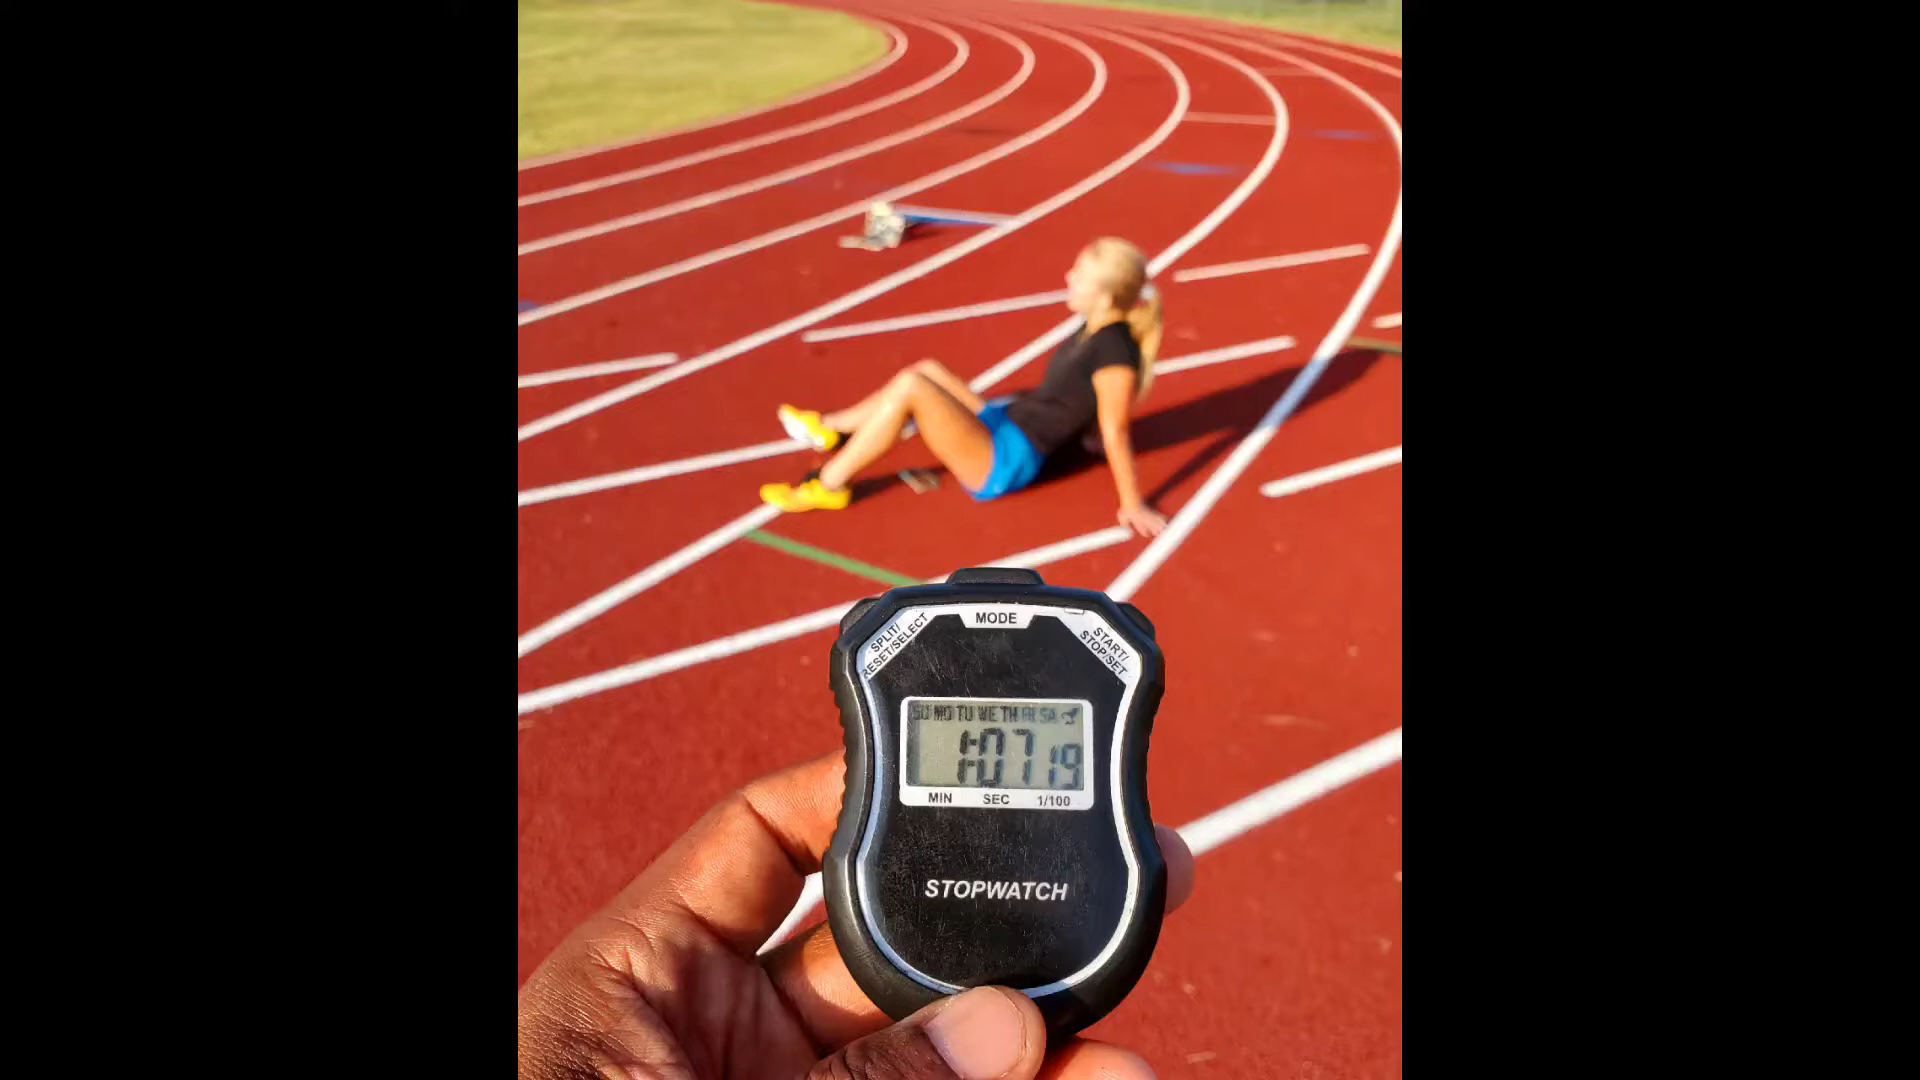 MODE
SPLIT/
RESET/SELECT
START/
STOP/SET
SU MO TU WE TH FR SA
1:07 19
MIN SEC 1/100
STOPWATCH